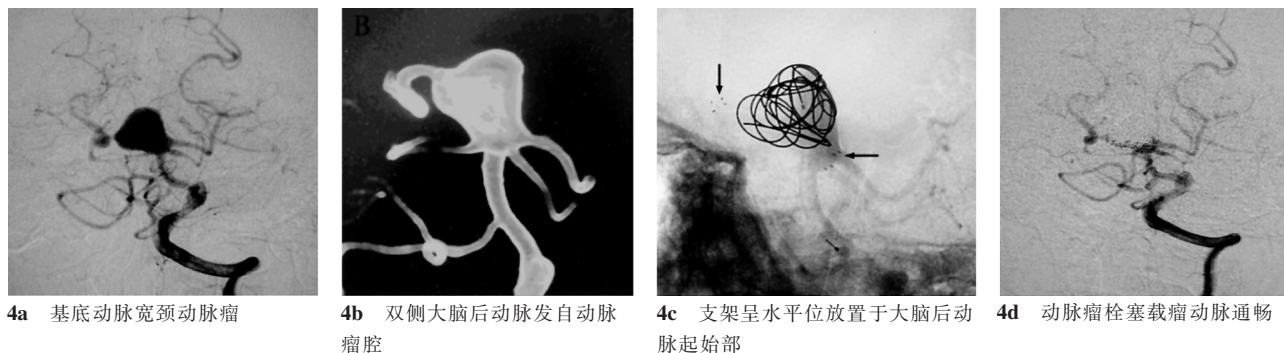 B
4a 基底动脉宽颈动脉瘤
4b 双侧大脑后动脉发自动脉
瘤腔
4c 支架呈水平位放置于大脑后动
脉起始部
4d 动脉瘤栓塞载瘤动脉通畅